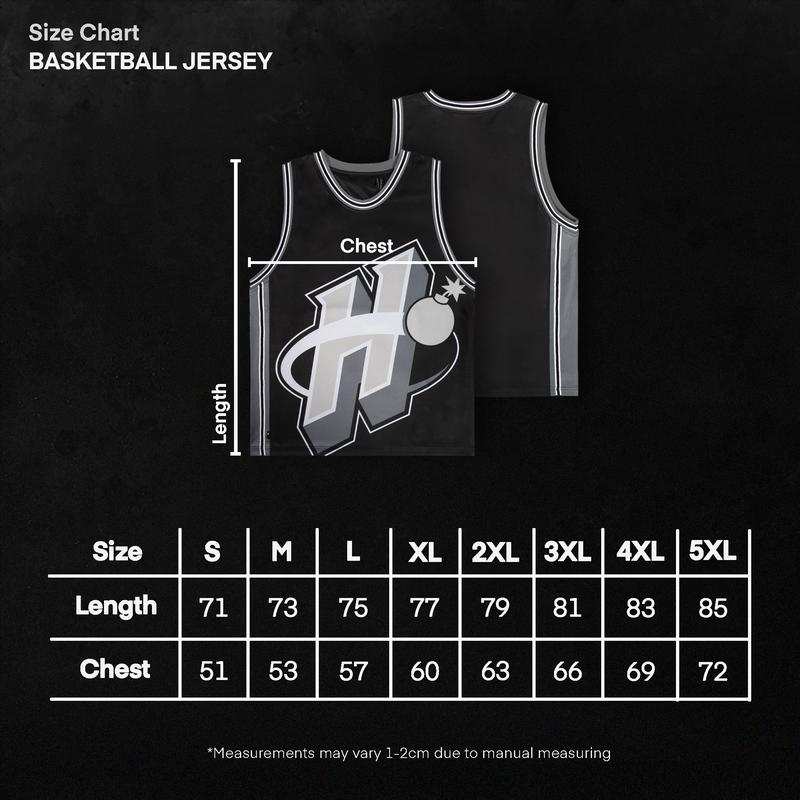 Size Chart
BASKETBALL JERSEY
Chest
Length
H
Size S M L XL 2XL 3XL 4XL 5XL
Length 71 73 75 77 79 81 83 85
Chest 51 53 57 60 63 66 69 72
*Measurements may vary 1-2cm due to manual measuring